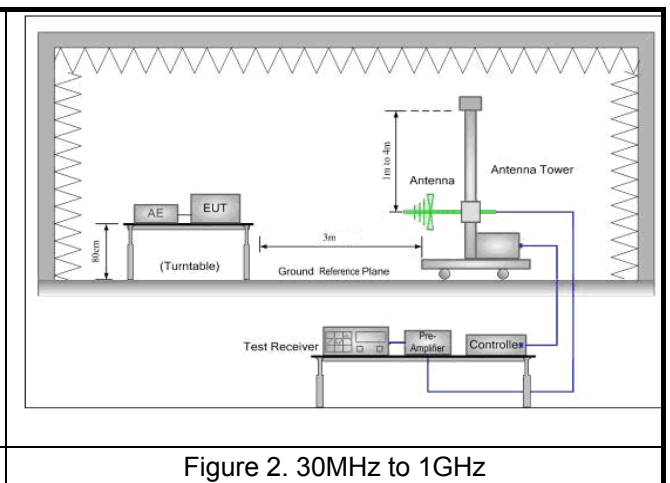 1m to 4m
Antenna
Antenna Tower
AE
EUT
80cm
3m
(Turntable)
Ground Reference Plane
Test Receiver
Pre-
Amplifier
Controller
Figure 2. 30MHz to 1GHz